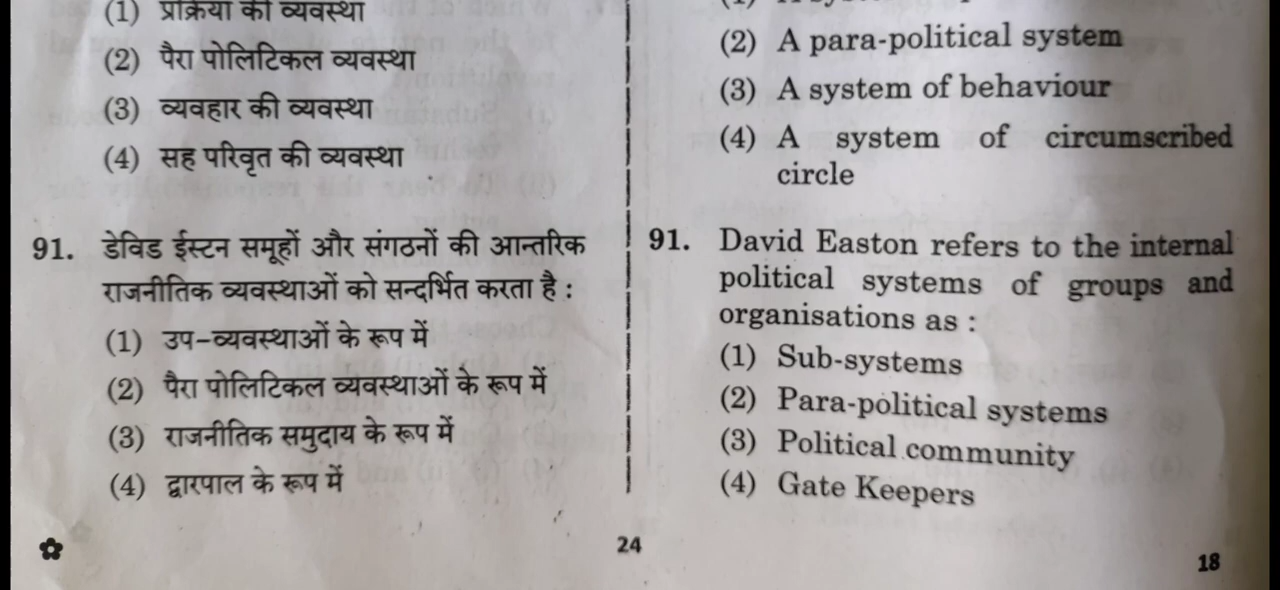 (1) प्रक्रिया की व्यवस्था
(2) पैरा पोलिटिकल व्यवस्था
(3) व्यवहार की व्यवस्था
(4) सह परिवृत की व्यवस्था
91. डेविड ईस्टन समूहों और संगठनों की आन्तरिक
राजनीतिक व्यवस्थाओं को सन्दर्भित करता है :
(1) उप-व्यवस्थाओं के रूप में
(2) पैरा पोलिटिकल व्यवस्थाओं के रूप में
(3) राजनीतिक समुदाय के रूप में
(4) द्वारपाल के रूप में
(2) A para-political system
(3) A system of behaviour
(4) A system of circumscribed
circle
91. David Easton refers to the internal
political systems of groups and
organisations as :
(1) Sub-systems
(2) Para-political systems
(3) Political community
(4) Gate Keepers
24
18